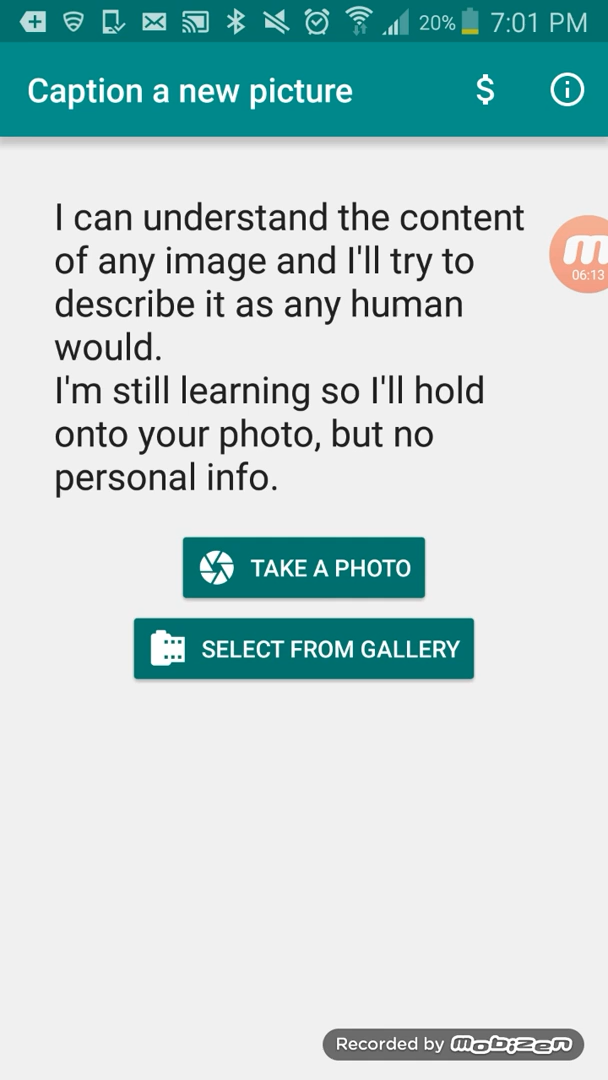 20% 7:01 PM
Caption a new picture $
I can understand the content
of any image and I'll try to
describe it as any human
would.
I'm still learning so I'll hold
onto your photo, but no
personal info.
06:13
TAKE A PHOTO
SELECT FROM GALLERY
Recorded by mobizen